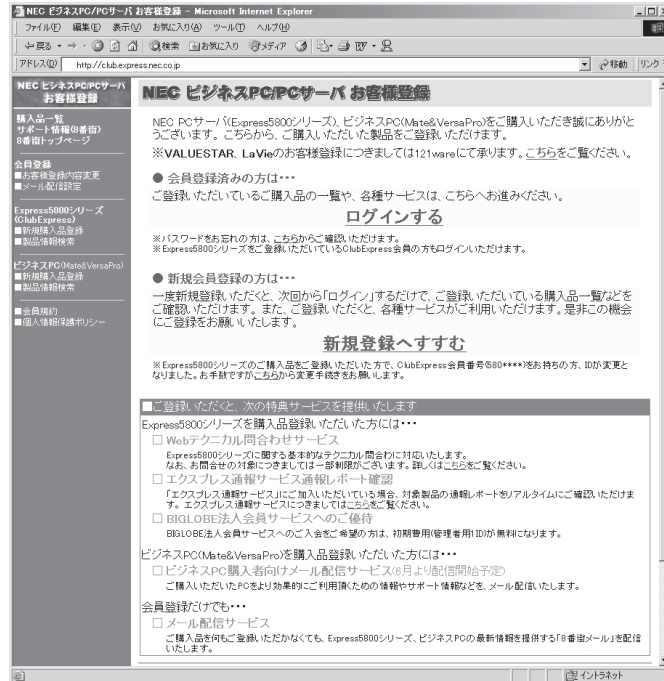 NEC ビジネスPC/PCサーバ お客様登録 - Microsoft Internet Explorer
ファイル(F) 編集(E) 表示(V) お気に入り(A) ツール(T) ヘルプ(H)
戻る 検索 お気に入り メディア
アドレス(D) http://club.express.nec.co.jp 移動 リンク
NEC ビジネスPC/PCサーバ
お客様登録
購入品一覧
サポート情報(8番街)
8番街トップページ
会員登録
■お客様登録内容変更
■メール配信設定
Express5800シリーズ
(ClubExpress)
■新規購入品登録
■製品情報検索
ビジネスPC(Mate&VersaPro)
■新規購入品登録
■製品情報検索
■会員規約
■個人情報保護ポリシー
NEC ビジネスPC/PCサーバ お客様登録
NEC PCサーバ(Express5800シリーズ)、ビジネスPC(Mate&VersaPro)をご購入いただき誠にありがと
うございます。こちらから、ご購入いただいた製品をご登録いただけます。
※VALUESTAR、LaVieのお客様登録につきましては121wareにて承ります。こちらをご覧ください。
● 会員登録済みの方は・・・
ご登録いただいているご購入品の一覧や、各種サービスは、こちらへお進みください。
ログインする
※パスワードをお忘れの方は、こちらからご確認いただけます。
※Express5800シリーズをご登録いただいているClubExpress会員の方もログインいただけます。
● 新規会員登録の方は・・・
一度新規登録いただくと、次回から「ログイン」するだけで、ご登録いただいている購入品一覧などを
ご確認いただけます。また、ご登録いただくと、各種サービスがご利用いただけます。是非この機会
にご登録をお願いいたします。
新規登録へすすむ
※Express5800シリーズのご購入品をご登録いただいた方で、ClubExpress会員番号(580****)をお持ちの方、IDが変更と
なりました。お手数ですがこちらから変更手続きをお願いします。
■ご登録いただくと、次の特典サービスを提供いたします
Express5800シリーズを購入品登録いただいた方には・・・
□ Webテクニカル問合わせサービス
Express5800シリーズに関する基本的なテクニカル問合わに対応いたします。
なお、お問合せの対象につきましては一部制限がございます。詳しくはこちらをご覧ください。
□ エクスプレス通報サービス通報レポート確認
「エクスプレス通報サービス」にご加入いただいている場合、対象製品の通報レポートをリアルタイムにご確認いただけま
す。エクスプレス通報サービスにつきましてはこちらをご覧ください。
□ BIGLOBE法人会員サービスへのご優待
BIGLOBE法人会員サービスへのご入会をご希望の方は、初期費用(管理者用1ID)が無料になります。
ビジネスPC(Mate&VersaPro)を購入品登録いただいた方には・・・
□ ビジネスPC購入者向けメール配信サービス(6月より配信開始予定)
ご購入いただいたPCをより効果的にご利用頂くための情報やサポート情報などを、メール配信いたします。
会員登録だけでも・・・
□ メール配信サービス
ご購入品を何もご登録いただかなくても、Express5800シリーズ、ビジネスPCの最新情報を提供する「8番街メール」を配信
いたします。
イントラネット